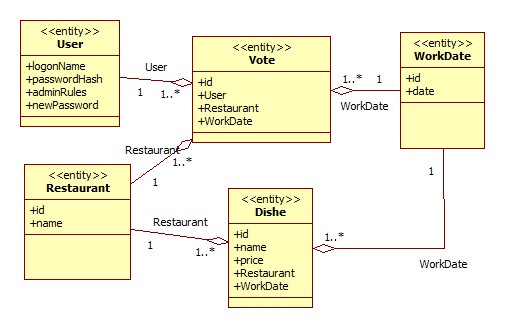 <<entity>>
User
+logonName
+passwordHash
+adminRules
+newPassword
User
1
1..*
<<entity>>
Vote
+id
+User
+Restaurant
+WorkDate
1..*
1
WorkDate
<<entity>>
WorkDate
+id
+date
Restaurant
1..*
1
<<entity>>
Restaurant
+id
+name
Restaurant
1
1..*
<<entity>>
Dishe
+id
+name
+price
+Restaurant
+WorkDate
1..*
1
WorkDate